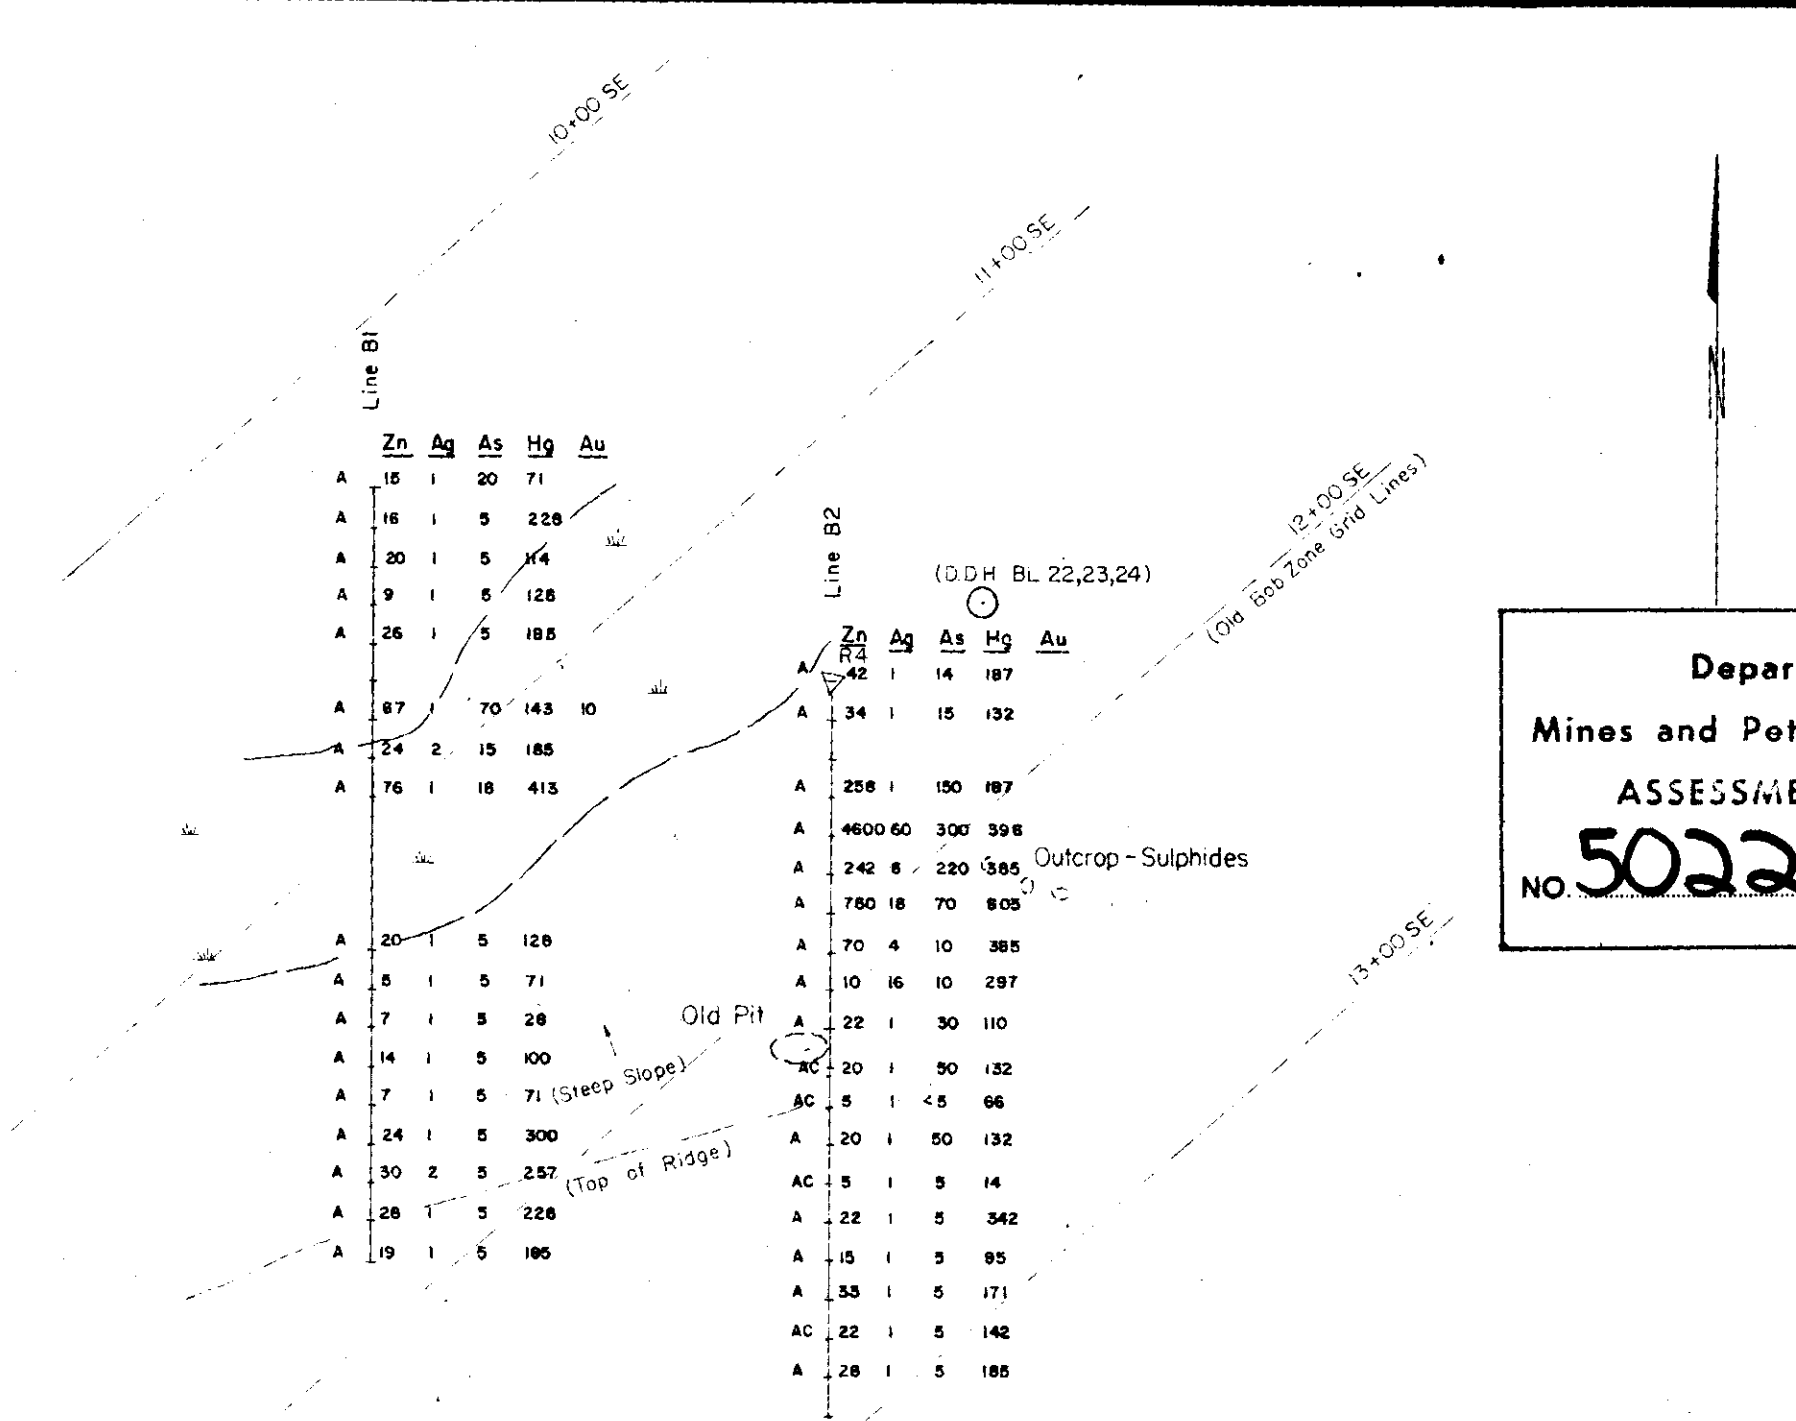 10+00 SE
11+00 SE
12+00 SE
(Old Bob Zone Grid Lines)
13+00 SE
Line B1
Zn Ag As Hg Au
A 15 1 20 71
A 16 1 5 228
A 20 1 5 114
A 9 1 5 128
A 26 1 5 185
A 87 1 70 143 10
A 24 2 15 185
A 76 1 18 413
A 20 1 5 128
A 5 1 5 71
A 7 1 5 28
A 14 1 5 100
A 7 1 5 71
A 24 1 5 300
A 30 2 5 257
A 28 1 5 228
A 19 1 5 185
(Steep Slope)
(Top of Ridge)
Old Pit
Line B2
(D.D.H BL 22,23,24)
Zn Ag As Hg Au
R4
A 42 1 14 187
A 34 1 15 132
A 258 1 150 187
A 4600 60 300 396
A 242 6 220 385
A 780 18 70 605
A 70 4 10 385
A 10 16 10 297
A 22 1 30 110
AC 20 1 50 132
AC 5 1 <5 66
A 20 1 50 132
AC 5 1 5 14
A 22 1 5 342
A 15 1 5 85
A 33 1 5 171
AC 22 1 5 142
A 28 1 5 185
Outcrop - Sulphides
N
Depar
Mines and Pet
ASSESSME
NO. 5022